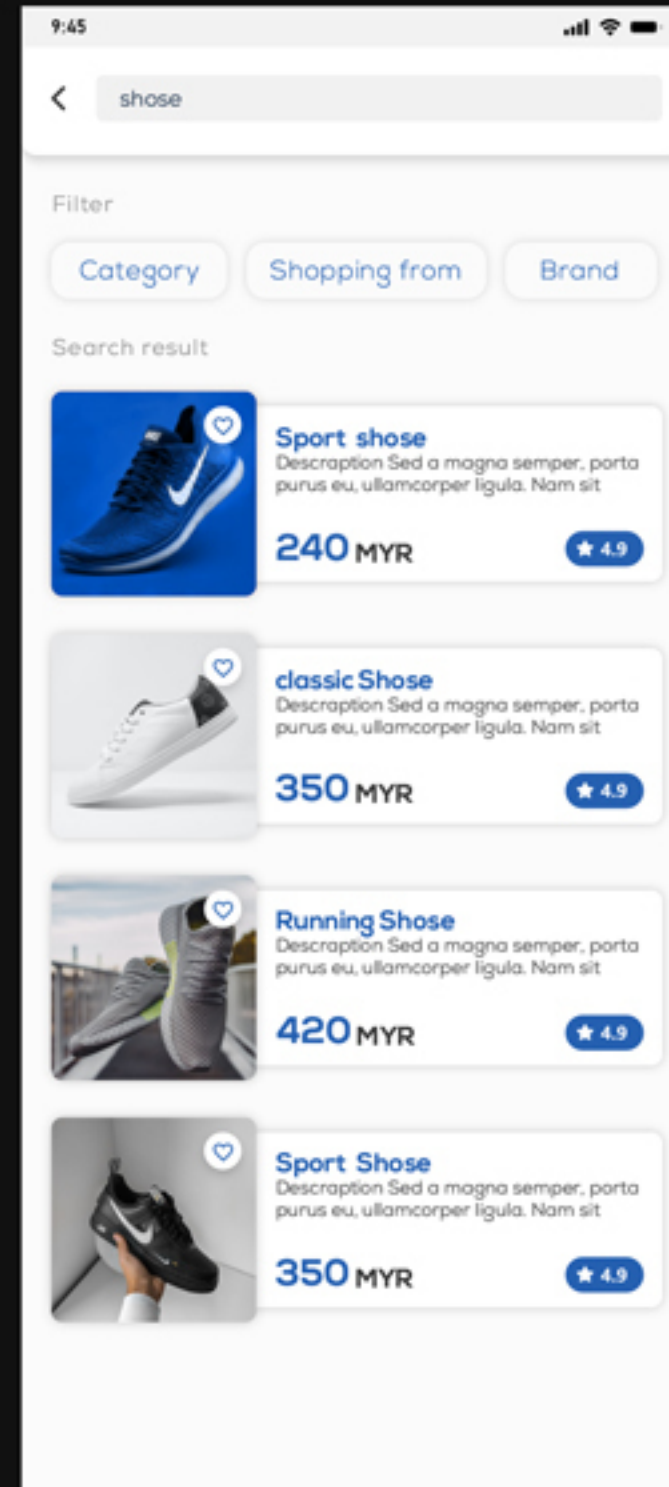 9:45
shose
Filter
Category
Shopping from
Brand
Search result
Sport shose
Descraption Sed a magna semper, porta
purus eu, ullamcorper ligula. Nam sit
240 MYR
4.9
classic Shose
Descraption Sed a magna semper, porta
purus eu, ullamcorper ligula. Nam sit
350 MYR
4.9
Running Shose
Descraption Sed a magna semper, porta
purus eu, ullamcorper ligula. Nam sit
420 MYR
4.9
Sport Shose
Descraption Sed a magna semper, porta
purus eu, ullamcorper ligula. Nam sit
350 MYR
4.9